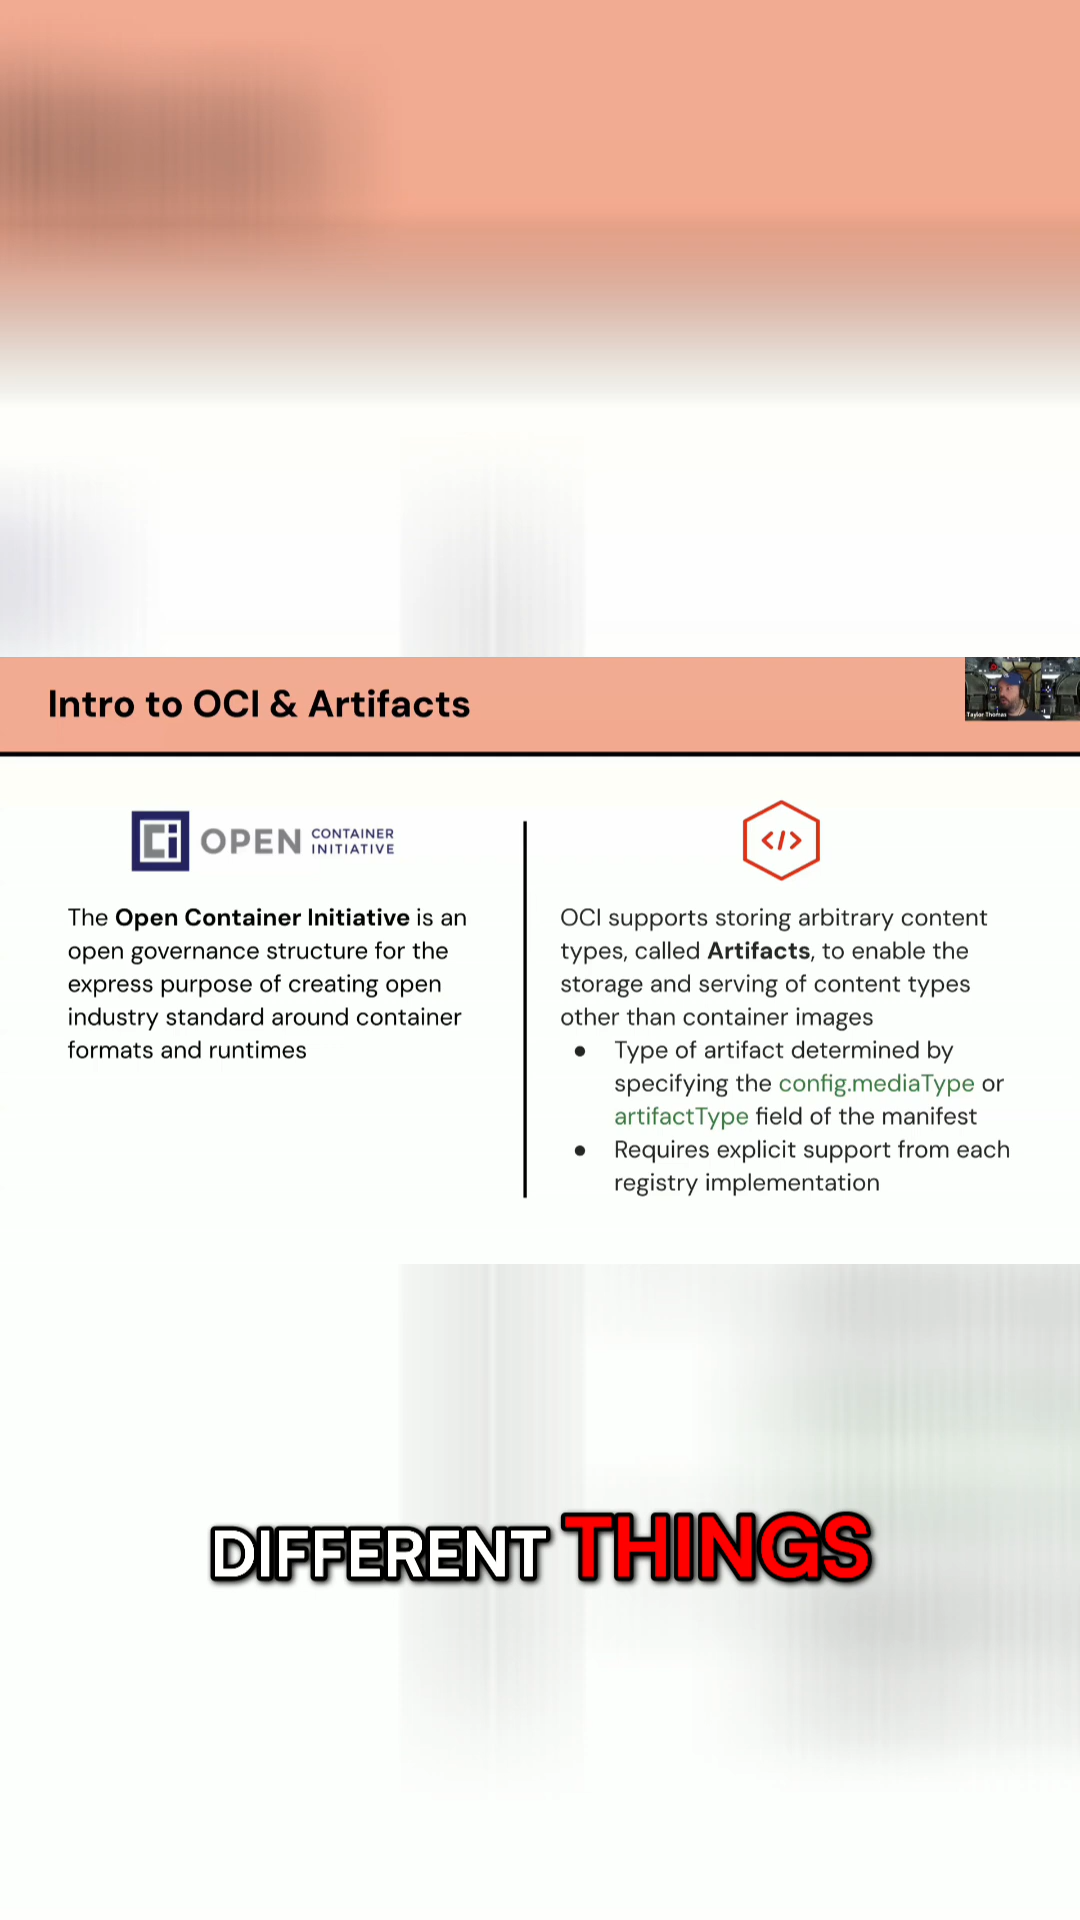 Intro to OCI & Artifacts
Taylor Thomas
OPEN CONTAINER INITIATIVE
The Open Container Initiative is an
open governance structure for the
express purpose of creating open
industry standard around container
formats and runtimes
</>
OCI supports storing arbitrary content
types, called Artifacts, to enable the
storage and serving of content types
other than container images
● Type of artifact determined by
specifying the config.mediaType or
artifactType field of the manifest
● Requires explicit support from each
registry implementation
DIFFERENT THINGS